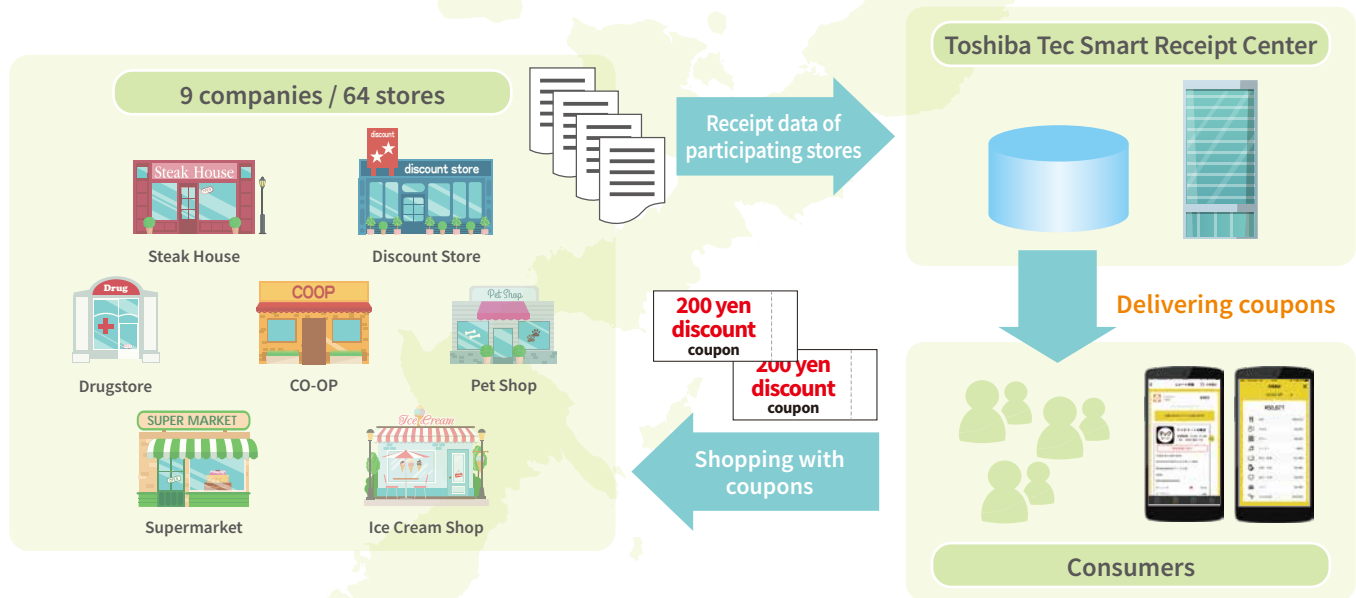 9 companies / 64 stores
Steak House
Steak House
discount
discount store
Discount Store
Drug
Drugstore
COOP
CO-OP
Pet Shop
Pet Shop
SUPER MARKET
Supermarket
Ice Cream
Ice Cream Shop
Receipt data of
participating stores
Toshiba Tec Smart Receipt Center
Delivering coupons
200 yen
discount
coupon
200 yen
discount
coupon
Shopping with
coupons
Consumers